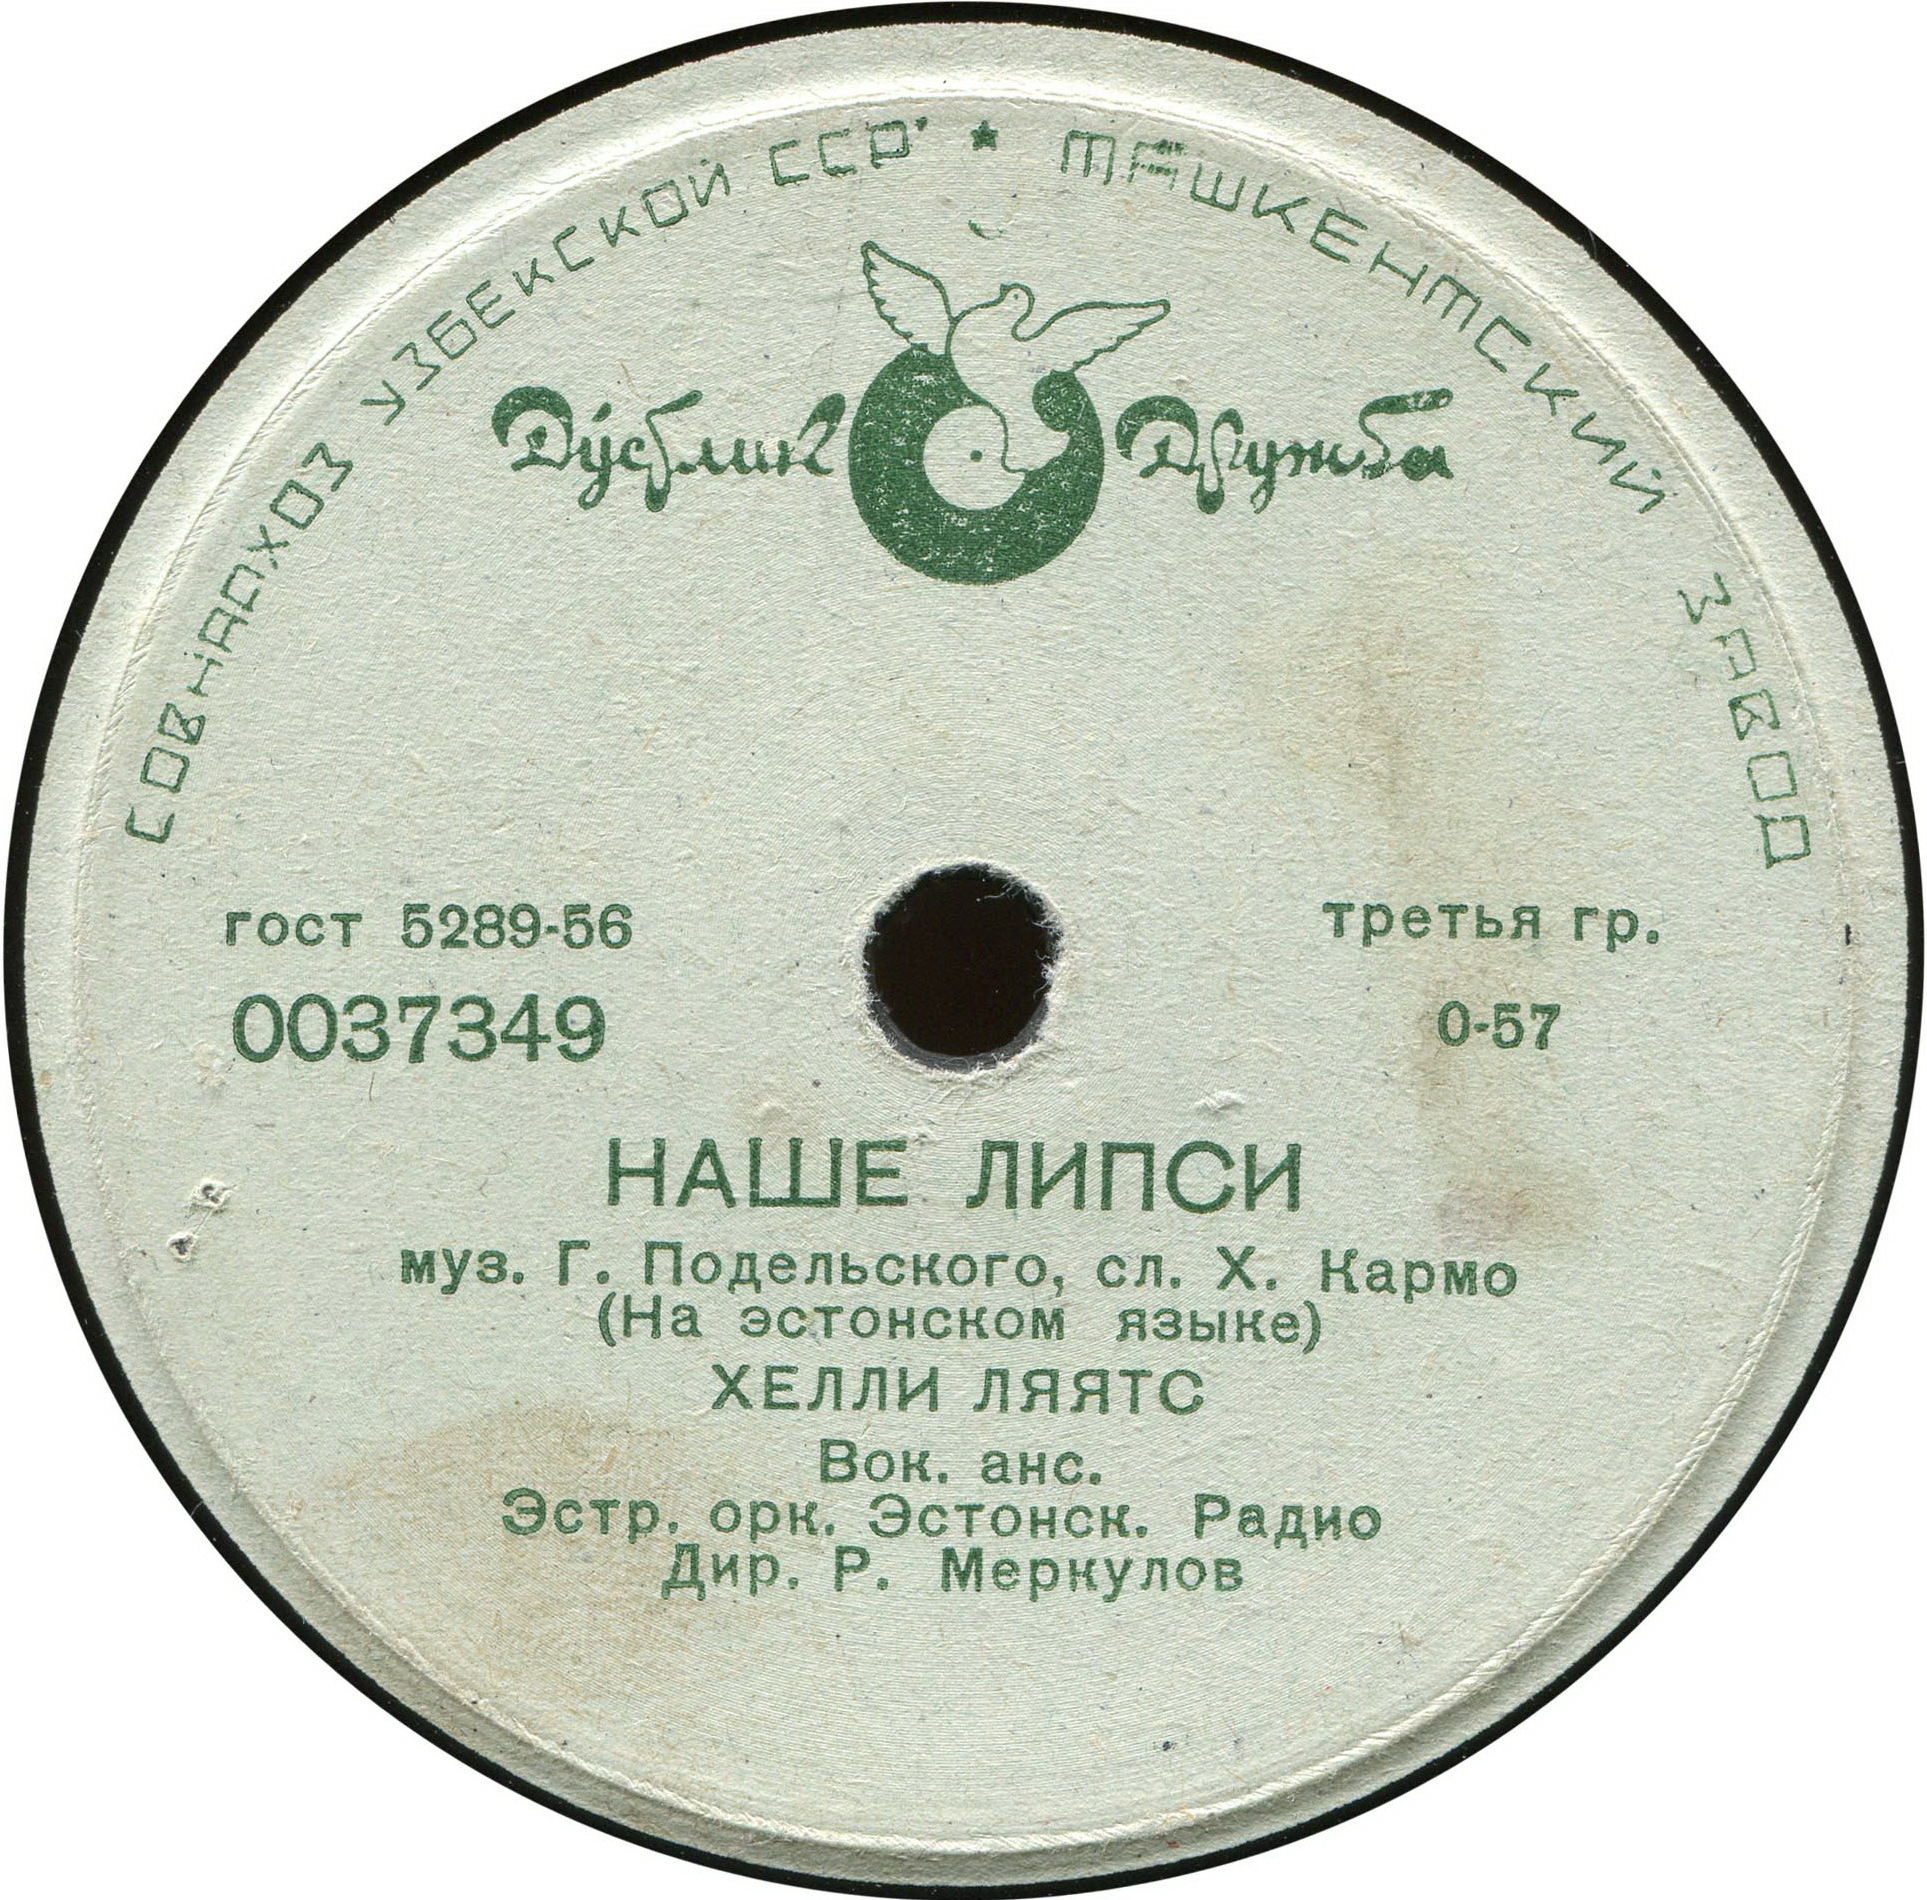 СОВНАРХОЗ УЗБЕКСКОЙ ССР ★ ТАШКЕНТСКИЙ ЗАВОД
Дусблик Дружба
гост 5289-56
третья гр.
0037349
0-57
НАШЕ ЛИПСИ
муз. Г. Подельского, сл. Х. Кармо
(На эстонском языке)
ХЕЛЛИ ЛЯЯТС
Вок. анс.
Эстр. орк. Эстонск. Радио
Дир. Р. Меркулов